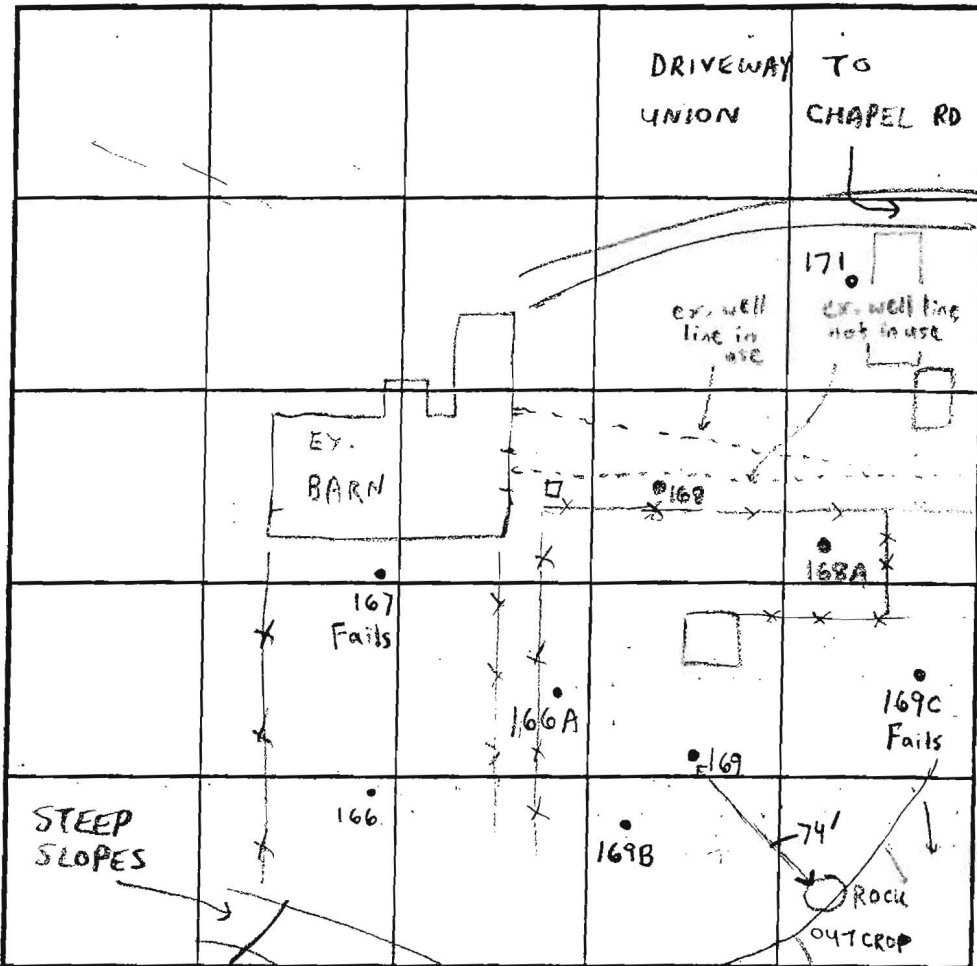 DRIVEWAY TO
UNION CHAPEL RD
171
ex. well
line in
use
ex. well line
not in use
EX.
BARN
168
168A
167
Fails
166A
169C
Fails
169
166
STEEP
SLOPES
169B
74'
ROCK
OUTCROP